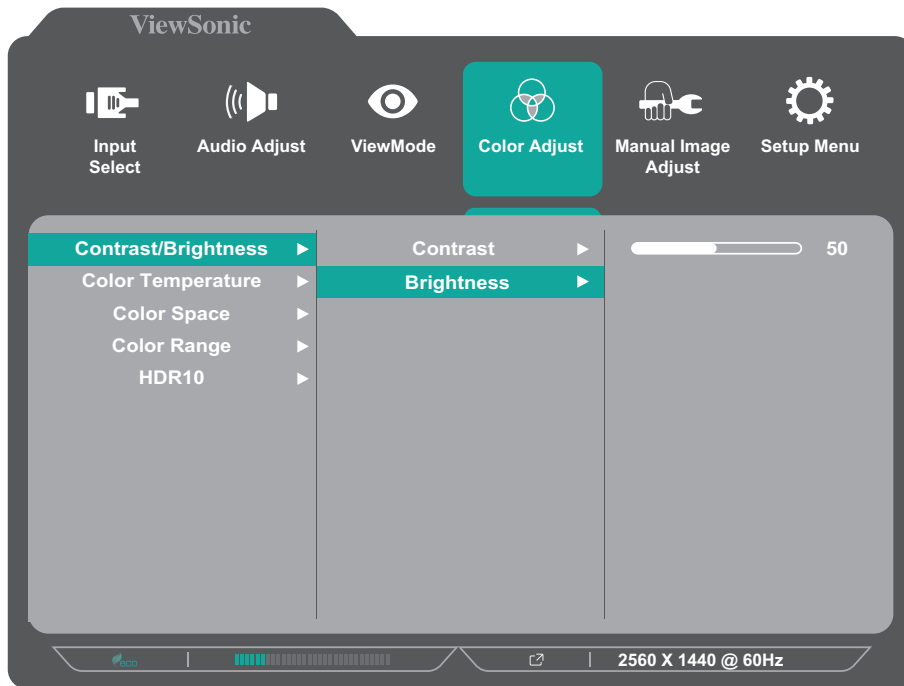 ViewSonic
Input
Select
Audio Adjust
ViewMode
Color Adjust
Manual Image
Adjust
Setup Menu
Contrast/Brightness
Color Temperature
Color Space
Color Range
HDR10
Contrast
Brightness
50
eco
2560 X 1440 @ 60Hz